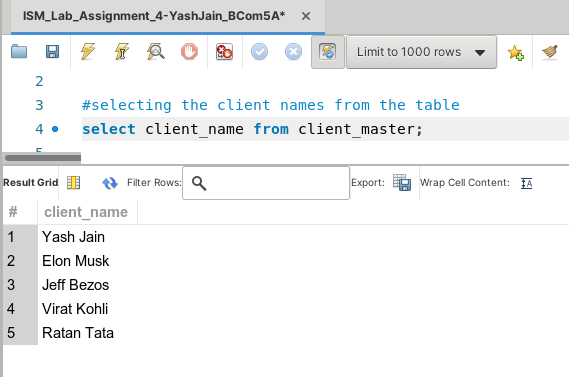 ISM_Lab_Assignment_4-YashJain_BCom5A* ×
Limit to 1000 rows
2
3 #selecting the client names from the table
4 select client_name from client_master;
Result Grid Filter Rows: Export: Wrap Cell Content: IA
# client_name
1 Yash Jain
2 Elon Musk
3 Jeff Bezos
4 Virat Kohli
5 Ratan Tata